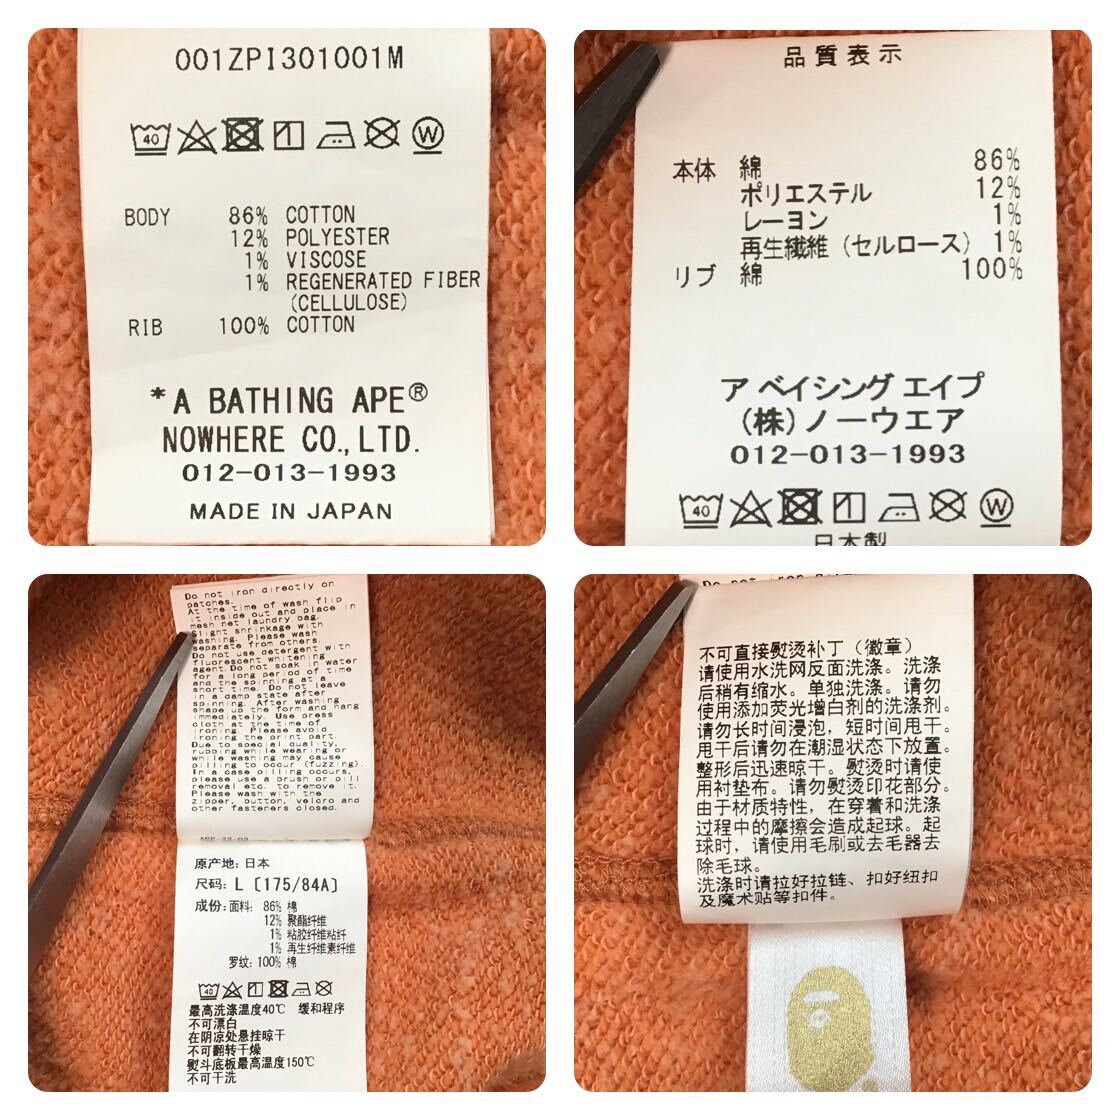 001ZPI301001M
40
W
BODY 86% COTTON
12% POLYESTER
1% VISCOSE
1% REGENERATED FIBER
(CELLULOSE)
RIB 100% COTTON
*A BATHING APE®
NOWHERE CO.,LTD.
012-013-1993
MADE IN JAPAN
品質表示
本体 綿 86%
ポリエステル 12%
レーヨン 1%
再生繊維（セルロース） 1%
リブ 綿 100%
ア ベイシング エイプ
(株)ノーウエア
012-013-1993
40
W
日本製
Do not iron directly on
patches.
At the time of wash flip
it inside out and place in
mesh net laundry bag.
Slight shrinkage with
washing. Please wash
separate from others.
Do not use detergent with
fluorescent whitening
agent.Do not soak in water
for a long period of time
and the spinning at a
short time. Do not leave
in a damp state after
spinning. After washing
shape up the form and hang
immediately. Use press
cloth at the time of
ironing. Please avoid
ironing the print part.
Due to special quality,
rubbing while wearing or
while washing may cause
pilling to occur (fuzzing).
In a case pilling occurs,
please use a brush or pill
removal etc. to remove it.
Please wash with the
zipper, button, velcro and
other fasteners closed.
原产地: 日本
尺码: L (175/84A)
成份: 面料: 86% 棉
12% 聚酯纤维
1% 粘胶纤维粘纤
1% 再生纤维素纤维
罗纹: 100% 棉
40
最高洗涤温度40℃ 缓和程序
不可漂白
在阴凉处悬挂晾干
不可翻转干燥
熨斗底板最高温度150℃
不可干洗
不可直接熨烫补丁（徽章）
请使用水洗网反面洗涤。洗涤
后稍有缩水。单独洗涤。请勿
使用添加荧光增白剂的洗涤剂。
请勿长时间浸泡，短时间甩干。
甩干后请勿在潮湿状态下放置。
整形后迅速晾干。熨烫时请使
用衬垫布。请勿熨烫印花部分。
由于材质特性，在穿着和洗涤
过程中的摩擦会造成起球。起
球时，请使用毛刷或去毛器去
除毛球。
洗涤时请拉好拉链、扣好纽扣
及魔术贴等扣件。